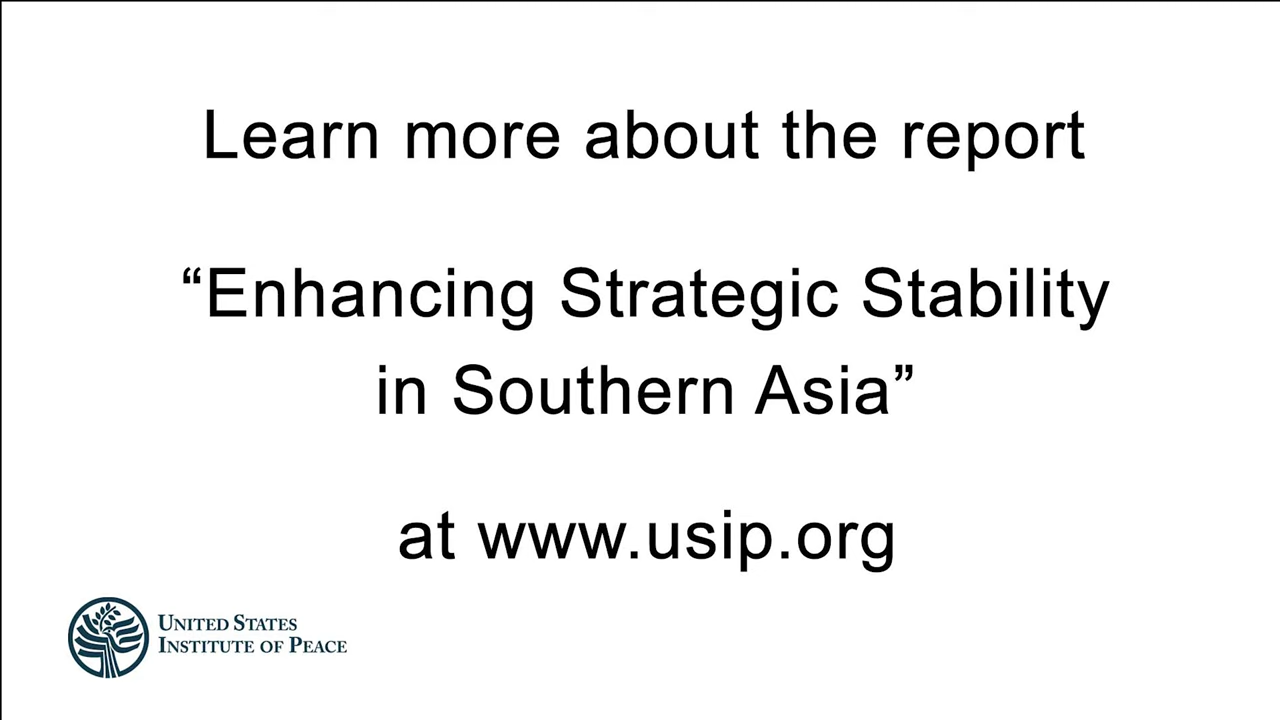 Learn more about the report
“Enhancing Strategic Stability
in Southern Asia”
at www.usip.org
UNITED STATES
INSTITUTE OF PEACE